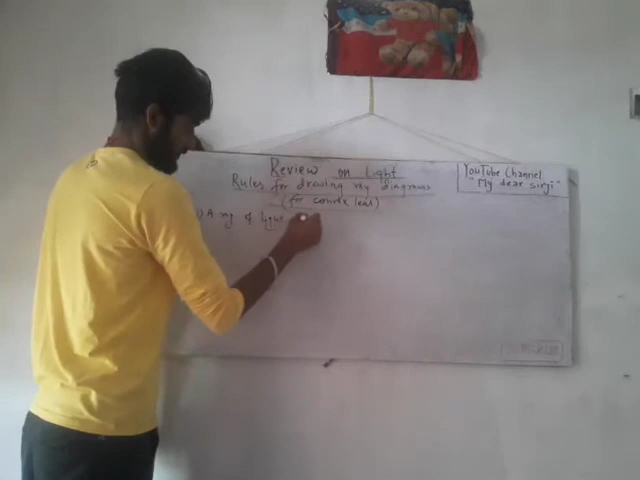 Review on Light
Rules for drawing ray diagrams
(for convex lens)
1) A ray of light
YouTube Channel
"My dear sirji"